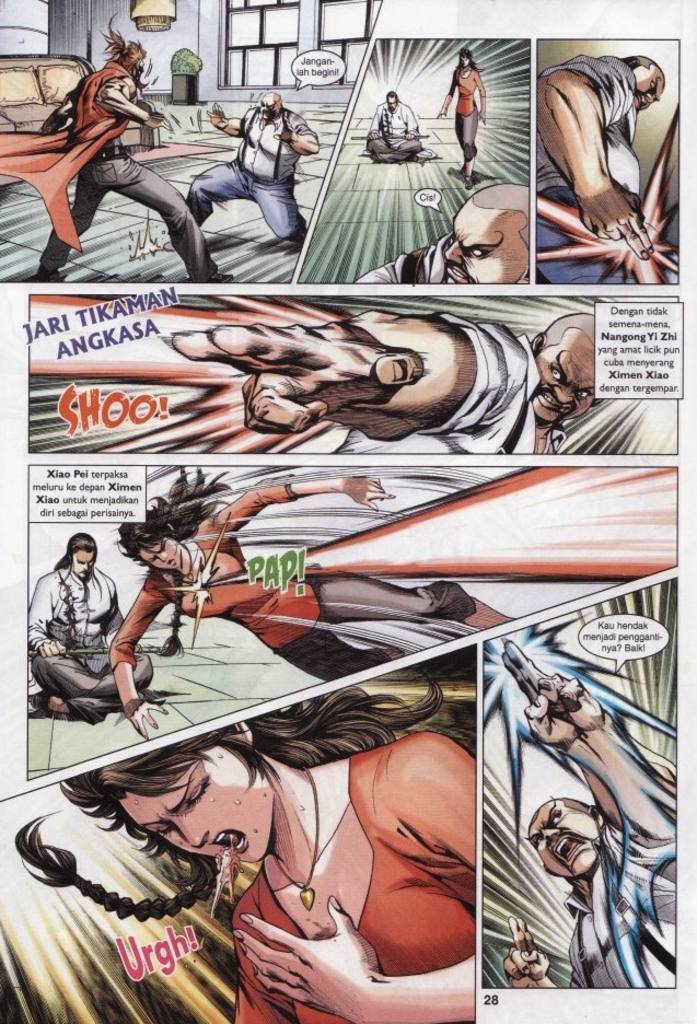 Jangan-
lah begini!
Cis!
JARI TIKAMAN
ANGKASA
SHOO!
Dengan tidak
semena-mena,
Nangong Yi Zhi
yang amat licik pun
cuba menyerang
Ximen Xiao
dengan tergempar.
Xiao Pei terpaksa
meluru ke depan Ximen
Xiao untuk menjadikan
diri sebagai perisainya.
PAP!
Kau hendak
menjadi pengganti-
nya? Baik!
Urgh!
28